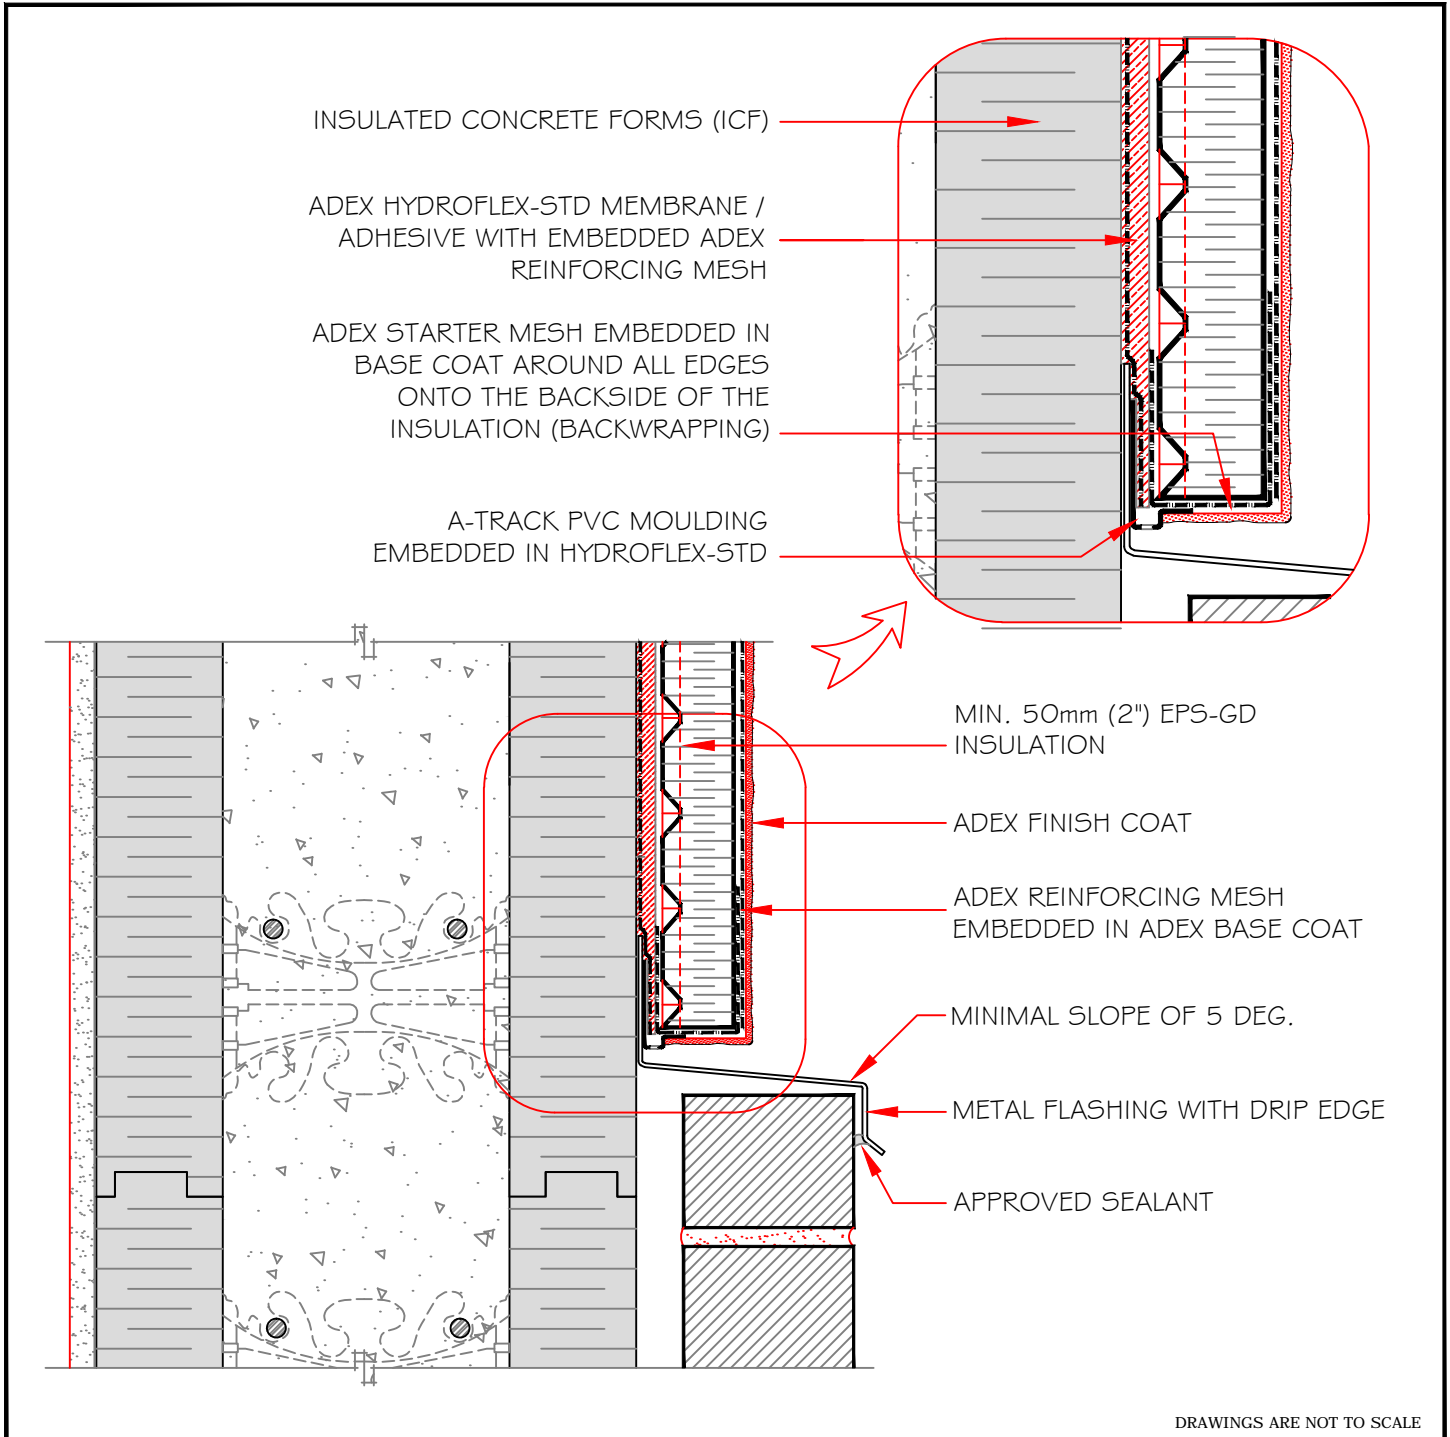 INSULATED CONCRETE FORMS (ICF)
ADEX HYDROFLEX-STD MEMBRANE /
ADHESIVE WITH EMBEDDED ADEX
REINFORCING MESH
ADEX STARTER MESH EMBEDDED IN
BASE COAT AROUND ALL EDGES
ONTO THE BACKSIDE OF THE
INSULATION (BACKWRAPPING)
A-TRACK PVC MOULDING
EMBEDDED IN HYDROFLEX-STD
MIN. 50mm (2") EPS-GD
INSULATION
ADEX FINISH COAT
ADEX REINFORCING MESH
EMBEDDED IN ADEX BASE COAT
MINIMAL SLOPE OF 5 DEG.
METAL FLASHING WITH DRIP EDGE
APPROVED SEALANT
DRAWINGS ARE NOT TO SCALE